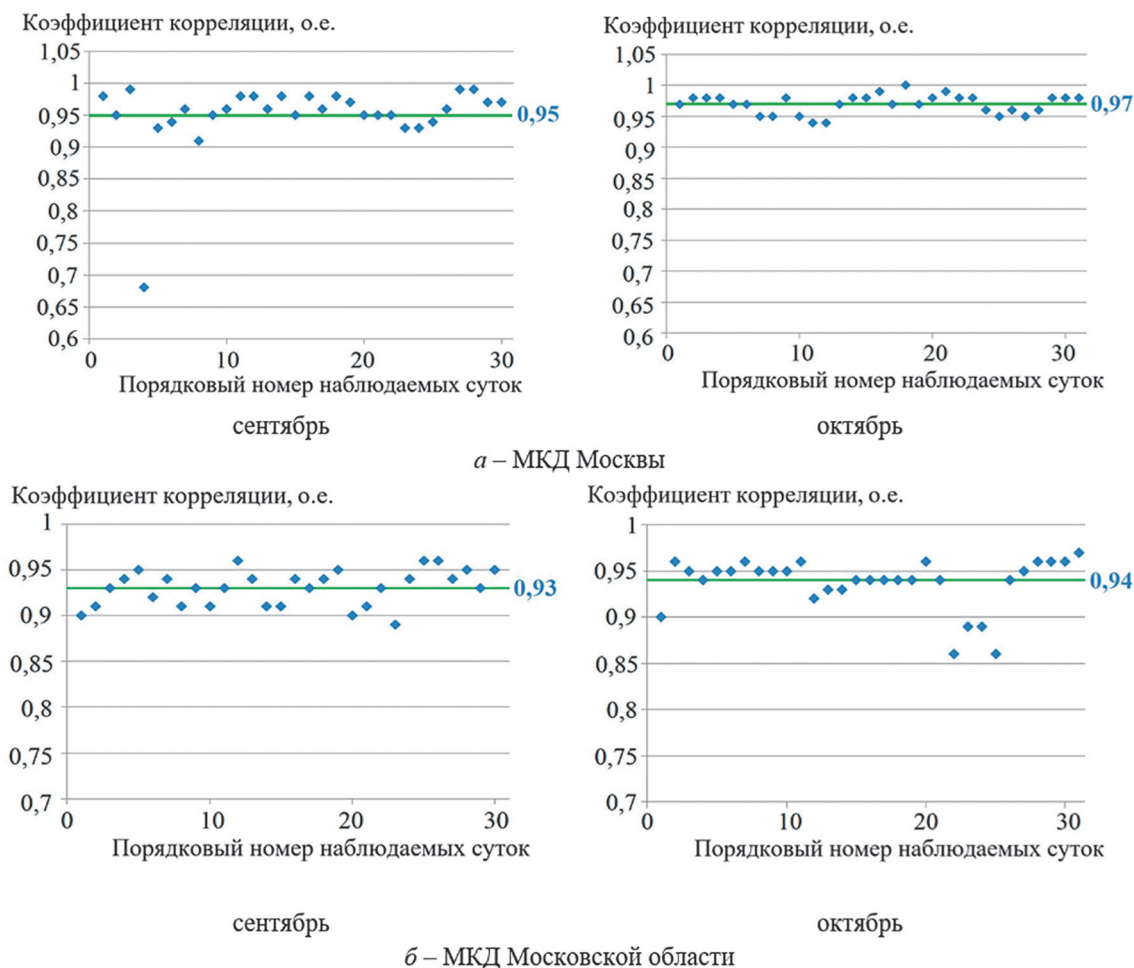 Коэффициент корреляции, о.е.
1,05
1
0,95
0,9
0,85
0,8
0,75
0,7
0,65
0,6
0,95
0 10 20 30
Порядковый номер наблюдаемых суток
сентябрь
Коэффициент корреляции, о.е.
1,05
1
0,95
0,9
0,85
0,8
0,75
0,7
0,65
0,6
0,97
0 10 20 30
Порядковый номер наблюдаемых суток
октябрь
а – МКД Москвы
Коэффициент корреляции, о.е.
1
0,95
0,9
0,85
0,8
0,75
0,7
0,93
0 10 20 30
Порядковый номер наблюдаемых суток
сентябрь
Коэффициент корреляции, о.е.
1
0,95
0,9
0,85
0,8
0,75
0,7
0,94
0 10 20 30
Порядковый номер наблюдаемых суток
октябрь
б – МКД Московской области